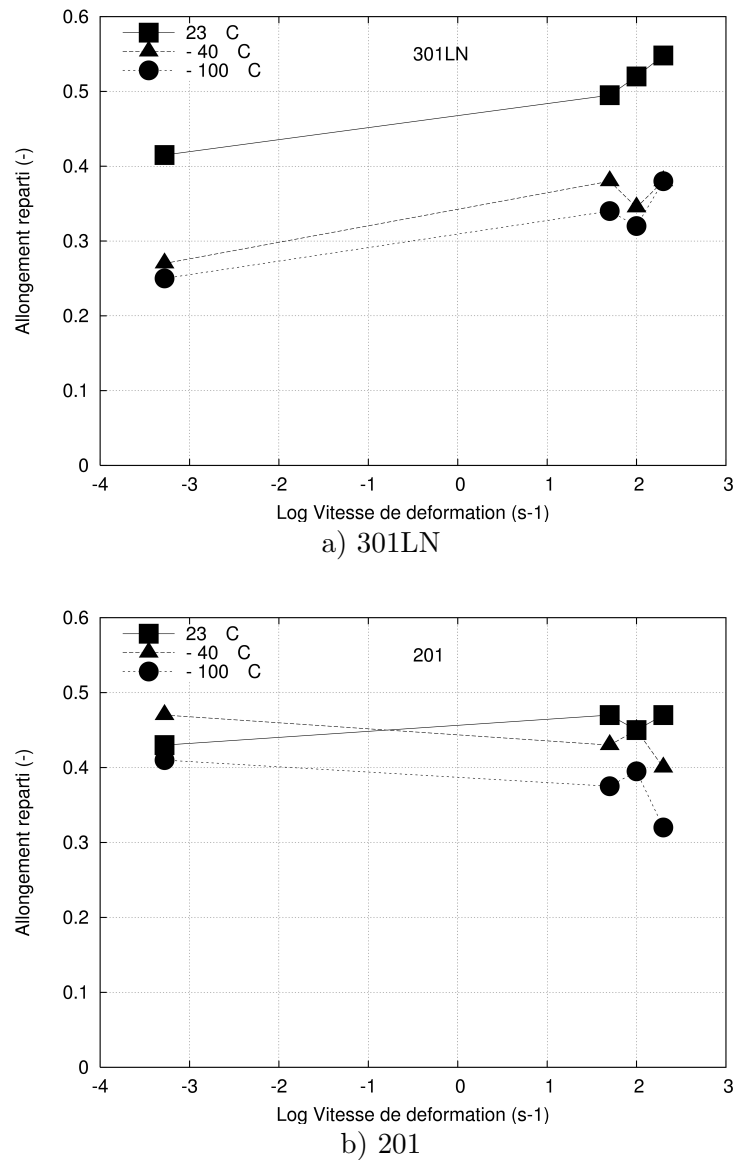 0.6
0.5
0.4
0.3
0.2
0.1
0
23 C
- 40 C
- 100 C
301LN
Allongement reparti (-)
-4 -3 -2 -1 0 1 2 3
Log Vitesse de deformation (s-1)
a) 301LN
0.6
0.5
0.4
0.3
0.2
0.1
0
23 C
- 40 C
- 100 C
201
Allongement reparti (-)
-4 -3 -2 -1 0 1 2 3
Log Vitesse de deformation (s-1)
b) 201